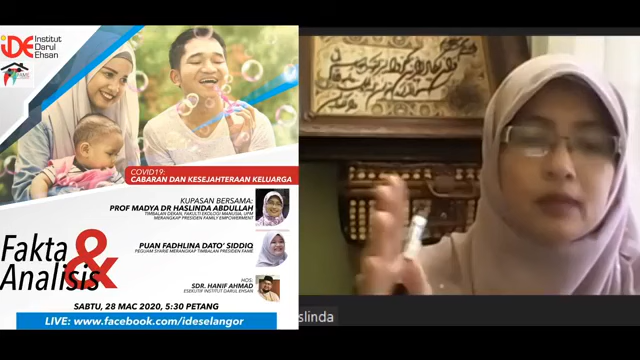 iDE Institut
Darul
Ehsan
COVID19:
CABARAN DAN KESEJAHTERAAN KELUARGA
KUPASAN BERSAMA:
PROF MADYA DR HASLINDA ABDULLAH
TIMBALAN DEKAN, FAKULTI EKOLOGI MANUSIA, UPM
MERANGKAP PRESIDEN FAMILY EMPOWERMENT
Fakta
&
Analisis
PUAN FADHLINA DATO' SIDDIQ
PEGUAM SYARIE MERANGKAP TIMBALAN PRESIDEN FAME
HOS:
SDR. HANIF AHMAD
ESEKUTIF INSTITUT DARUL EHSAN
SABTU, 28 MAC 2020, 5:30 PETANG
LIVE: www.facebook.com/ideselangor
slinda